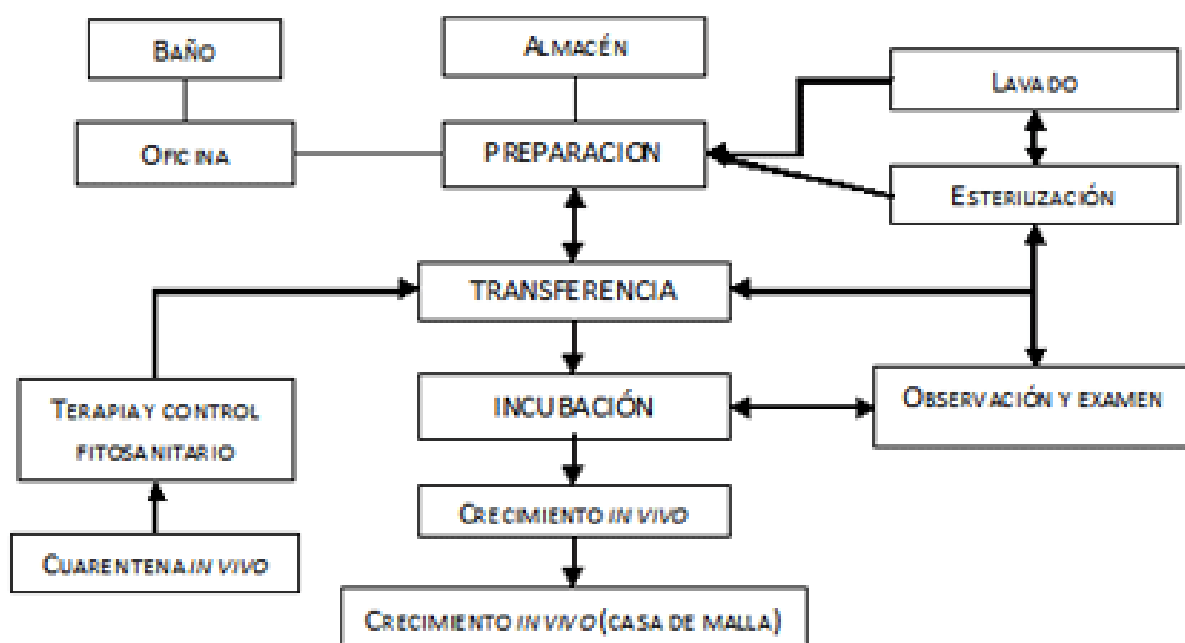 BAÑO
ALMACÉN
LAVADO
OFICINA
PREPARACION
ESTERILIZACIÓN
TRANSFERENCIA
TERAPIA Y CONTROL
FITOSANITARIO
INCUBACIÓN
OBSERVACIÓN Y EXAMEN
CRECIMIENTO IN VIVO
CUARENTENA IN VIVO
CRECIMIENTO IN VIVO (CASA DE MALLA)